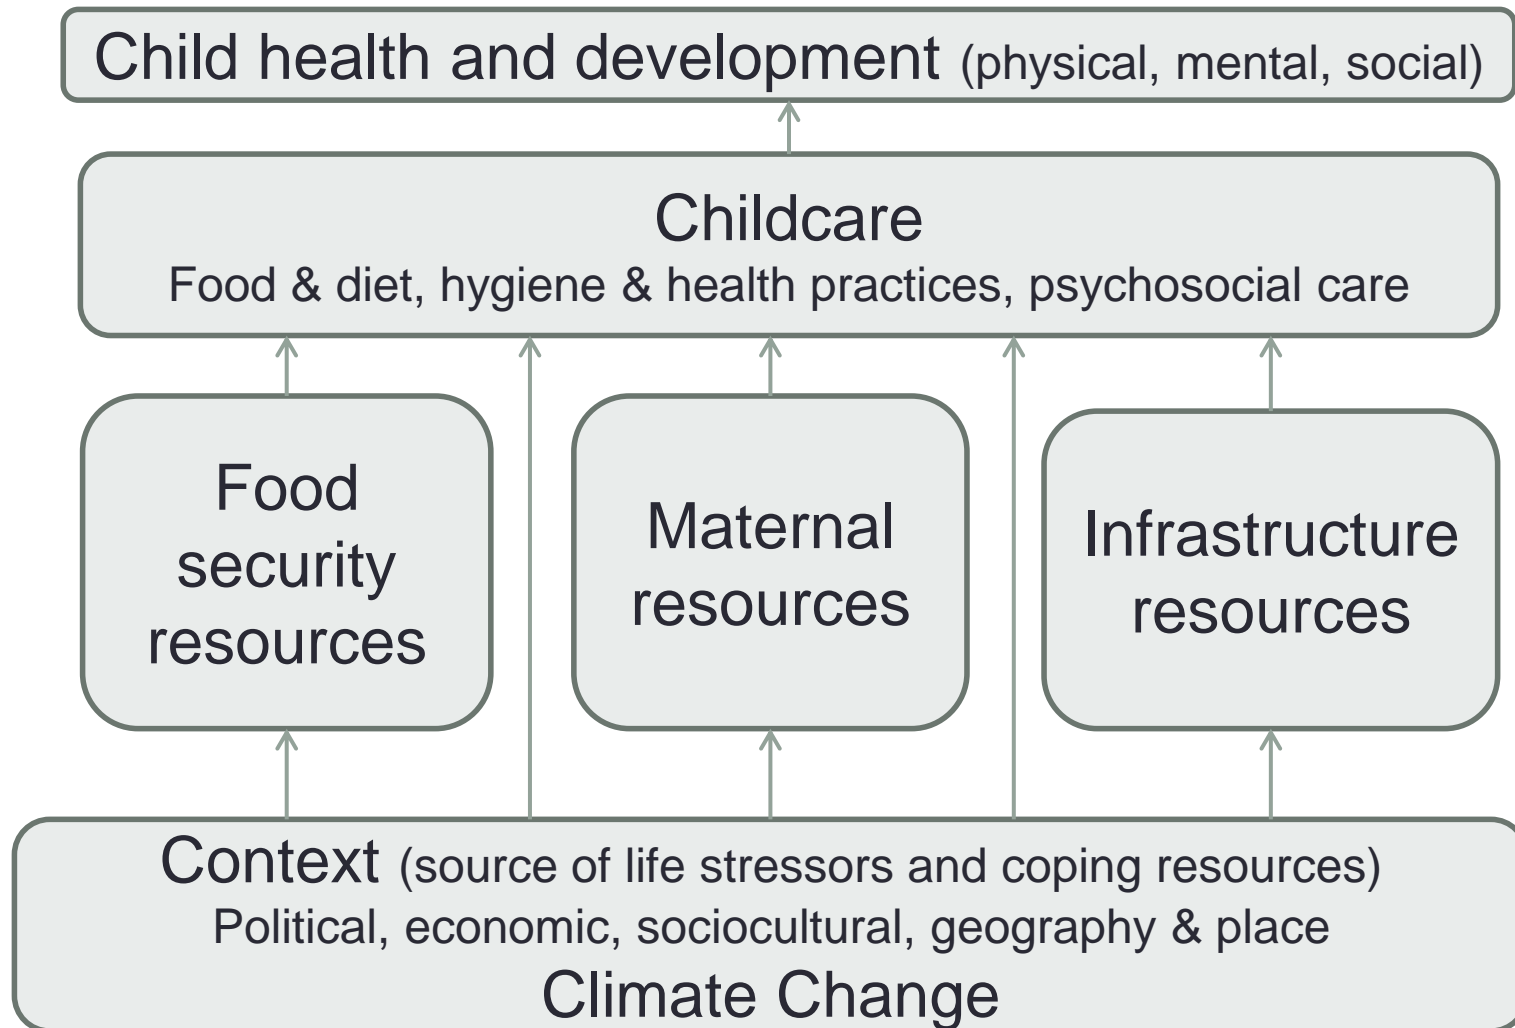 Child health and development (physical, mental, social)
Childcare
Food & diet, hygiene & health practices, psychosocial care
Food
security
resources
Maternal
resources
Infrastructure
resources
Context (source of life stressors and coping resources)
Political, economic, sociocultural, geography & place
Climate Change